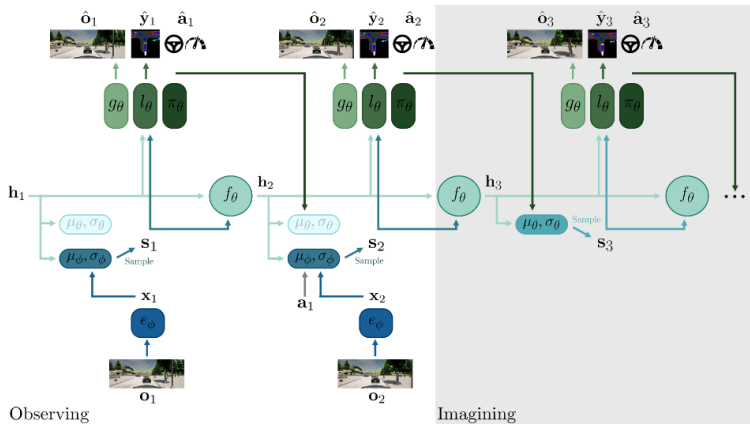 ô₁ ŷ₁ â₁ ô₂ ŷ₂ â₂ ô₃ ŷ₃ â₃
g_θ l_θ π_θ g_θ l_θ π_θ g_θ l_θ π_θ
h₁ f_θ h₂ f_θ h₃ f_θ ...
μ_θ, σ_θ μ_θ, σ_θ μ_θ, σ_θ Sample
s₁ s₂ s₃
μ_ϕ, σ_ϕ Sample μ_ϕ, σ_ϕ Sample
x₁ a₁ x₂
e_ϕ e_ϕ
o₁ o₂
Observing Imagining